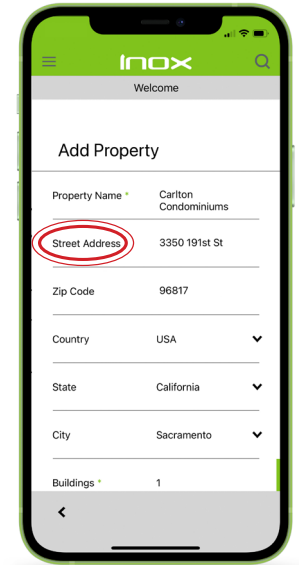 INOX
Welcome
Add Property
Property Name * Carlton
Condominiums
Street Address 3350 191st St
Zip Code 96817
Country USA
State California
City Sacramento
Buildings * 1